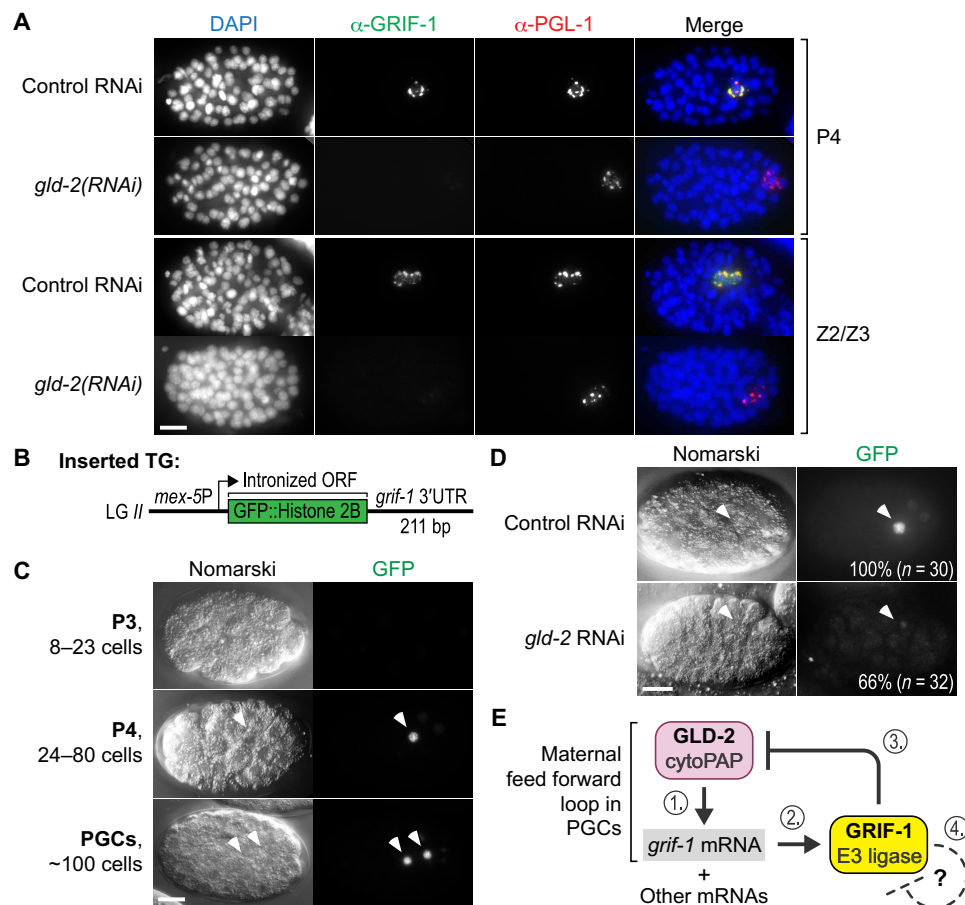 A
DAPI α-GRIF-1 α-PGL-1 Merge
Control RNAi
gld-2(RNAi)
P4
Control RNAi
gld-2(RNAi)
Z2/Z3
B Inserted TG:
mex-5P Intronized ORF grif-1 3′UTR
LG II GFP::Histone 2B
211 bp
C
Nomarski GFP
P3,
8–23 cells
P4,
24–80 cells
PGCs,
~100 cells
D
Nomarski GFP
Control RNAi
100% (n = 30)
gld-2 RNAi
66% (n = 32)
E
Maternal
feed forward
loop in
PGCs
GLD-2
cytoPAP
1.
grif-1 mRNA
+
Other mRNAs
2.
3.
GRIF-1
E3 ligase
4.
?